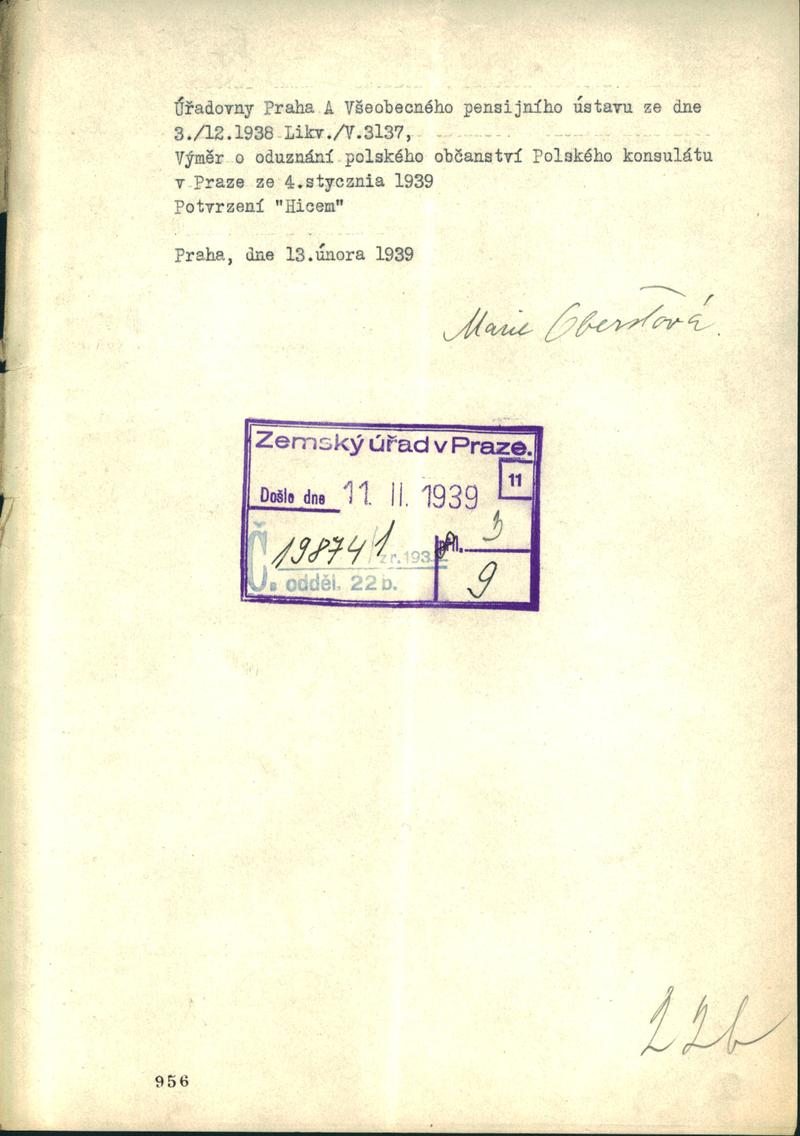 Úřadovny Praha A Všeobecného pensijního ústavu ze dne
3./12.1938 Likv./V.3137,
Výměr o oduznání polského občanství Polského konsulátu
v Praze ze 4.stycznia 1939
Potvrzení "Hicem"
Praha, dne 13.února 1939
Marie Oberstová.
Zemský úřad v Praze.
11
Došlo dne 11. II. 1939
3
Č. 19874/1 z r. 193
příl.
odděl. 22 b.
9
22b
956